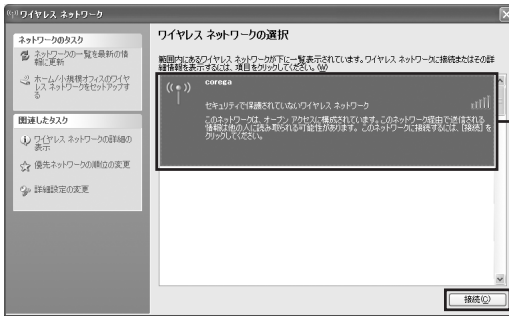 ワイヤレス ネットワーク
ネットワークのタスク
ネットワークの一覧を最新の情
報に更新
ホーム/小規模オフィスのワイヤ
レス ネットワークをセットアップす
る
関連したタスク
ワイヤレス ネットワークの詳細の
表示
優先ネットワークの順位の変更
詳細設定の変更
ワイヤレス ネットワークの選択
範囲内にあるワイヤレス ネットワークが下に一覧表示されています。ワイヤレス ネットワークに接続またはその詳
細情報を表示するには、項目をクリックしてください。(W)
corega
セキュリティで保護されていないワイヤレス ネットワーク
このネットワークは、オープン アクセスに構成されています。このネットワーク経由で送信される
情報は他の人に読み取られる可能性があります。このネットワークに接続するには、[接続] を
クリックしてください。
接続(C)